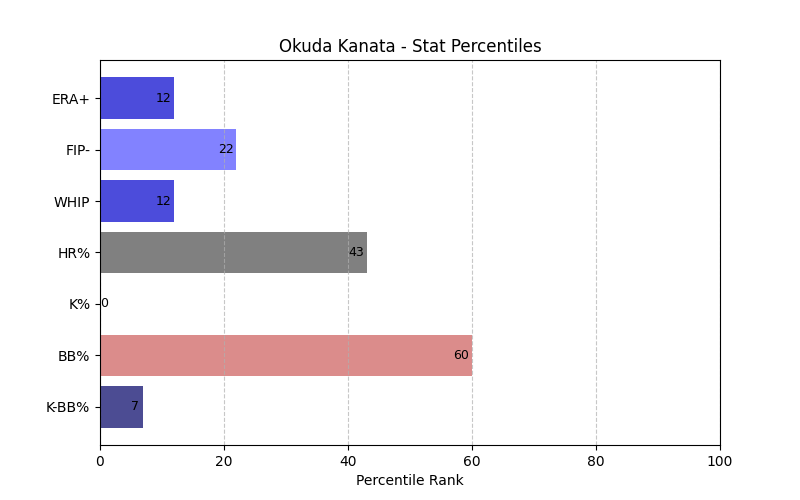 Okuda Kanata - Stat Percentiles
ERA+ 12
FIP- 22
WHIP 12
HR% 43
K% 0
BB% 60
K-BB% 7
0 20 40 60 80 100
Percentile Rank